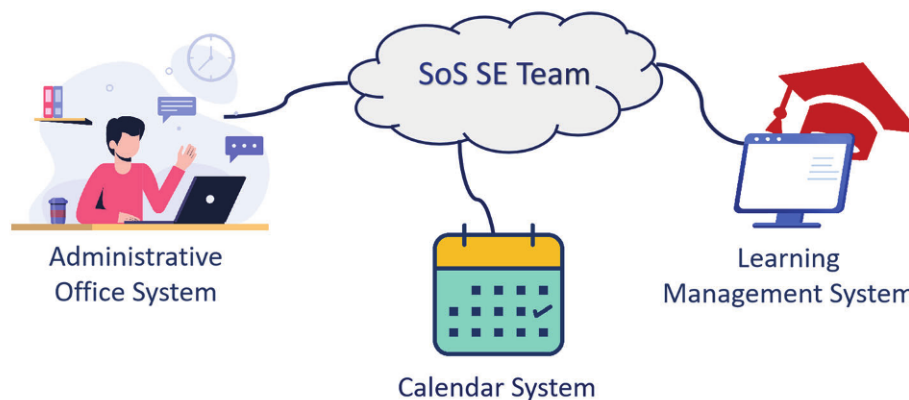 SoS SE Team
Administrative
Office System
Learning
Management System
Calendar System